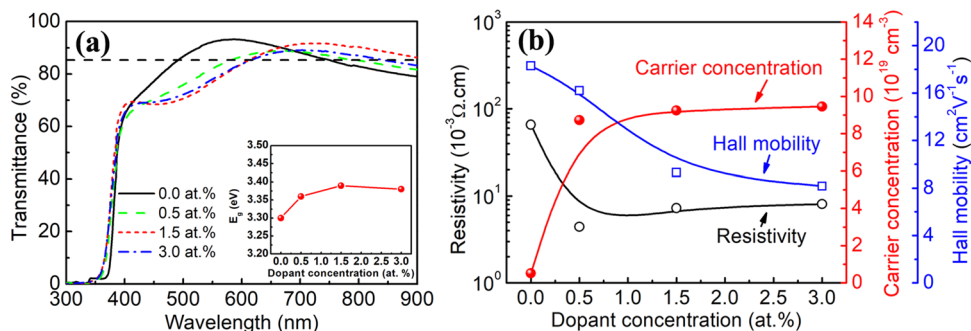 (a)
100
80
60
40
20
0
Transmittance (%)
300 400 500 600 700 800 900
Wavelength (nm)
0.0 at.%
0.5 at.%
1.5 at.%
3.0 at.%
3.50
3.45
3.40
3.35
3.30
3.25
3.20
Eg (eV)
0.0 0.5 1.0 1.5 2.0 2.5 3.0
Dopant concentration (at. %)
(b)
10³
10²
10¹
10⁰
Resistivity (10⁻³Ω.cm)
0.0 0.5 1.0 1.5 2.0 2.5 3.0
Dopant concentration (at.%)
Carrier concentration
Hall mobility
Resistivity
14
12
10
8
6
4
2
0
Carrier concentration (10¹⁹ cm⁻³)
20
18
16
14
12
10
8
6
4
2
0
Hall mobility (cm²V⁻¹s⁻¹)